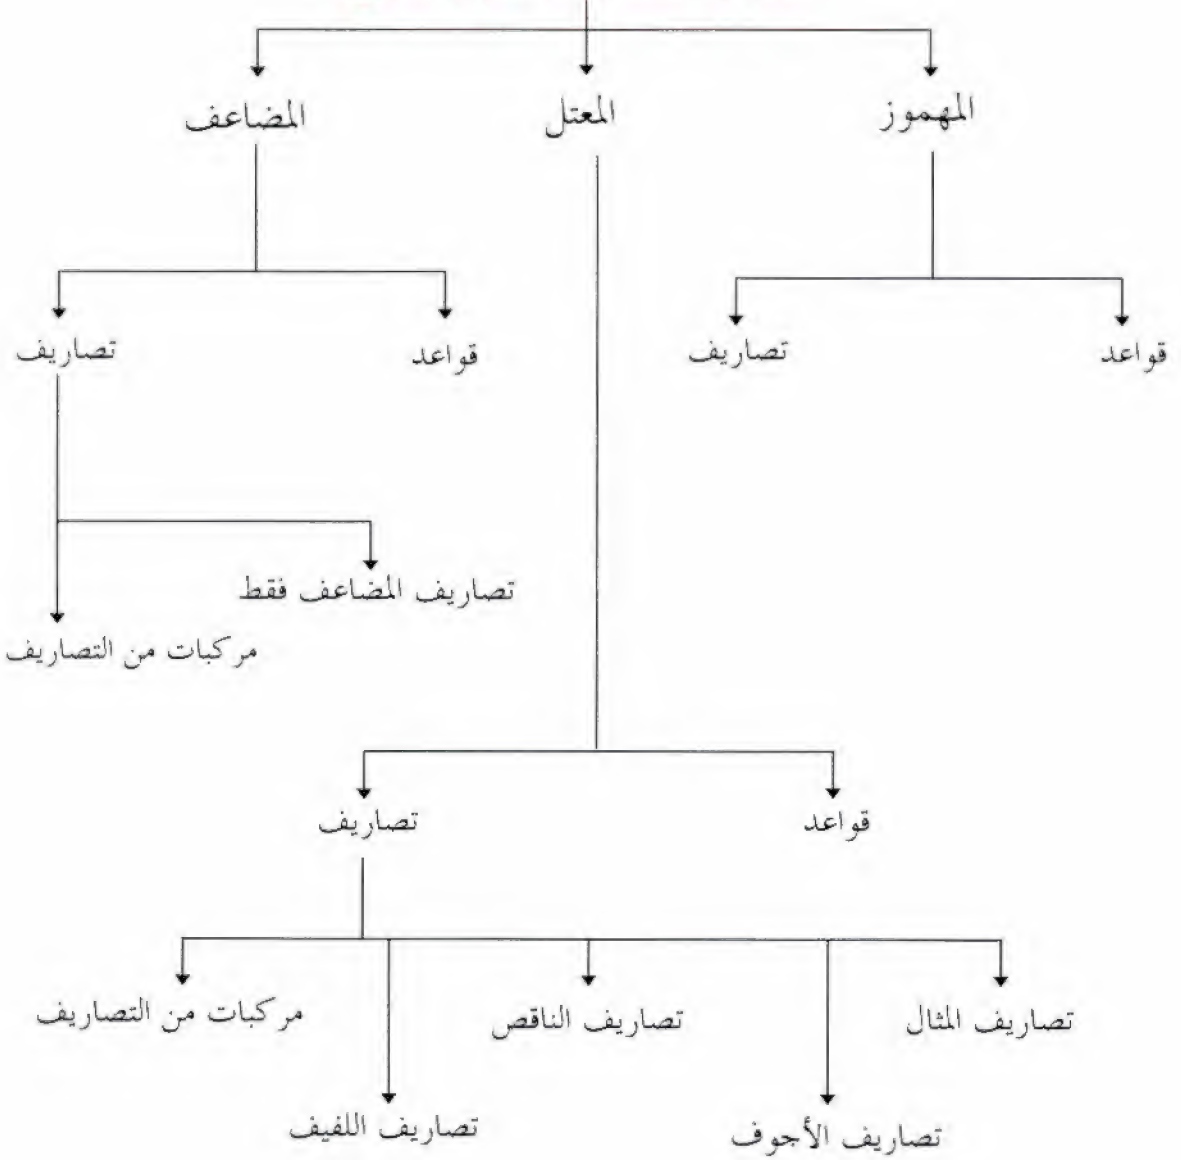 المهموز
المعتل
المضاعف
قواعد
تصاريف
قواعد
تصاريف
تصاريف المضاعف فقط
مركبات من التصاريف
قواعد
تصاريف
تصاريف المثال
تصاريف الأجوف
تصاريف الناقص
تصاريف اللفيف
مركبات من التصاريف